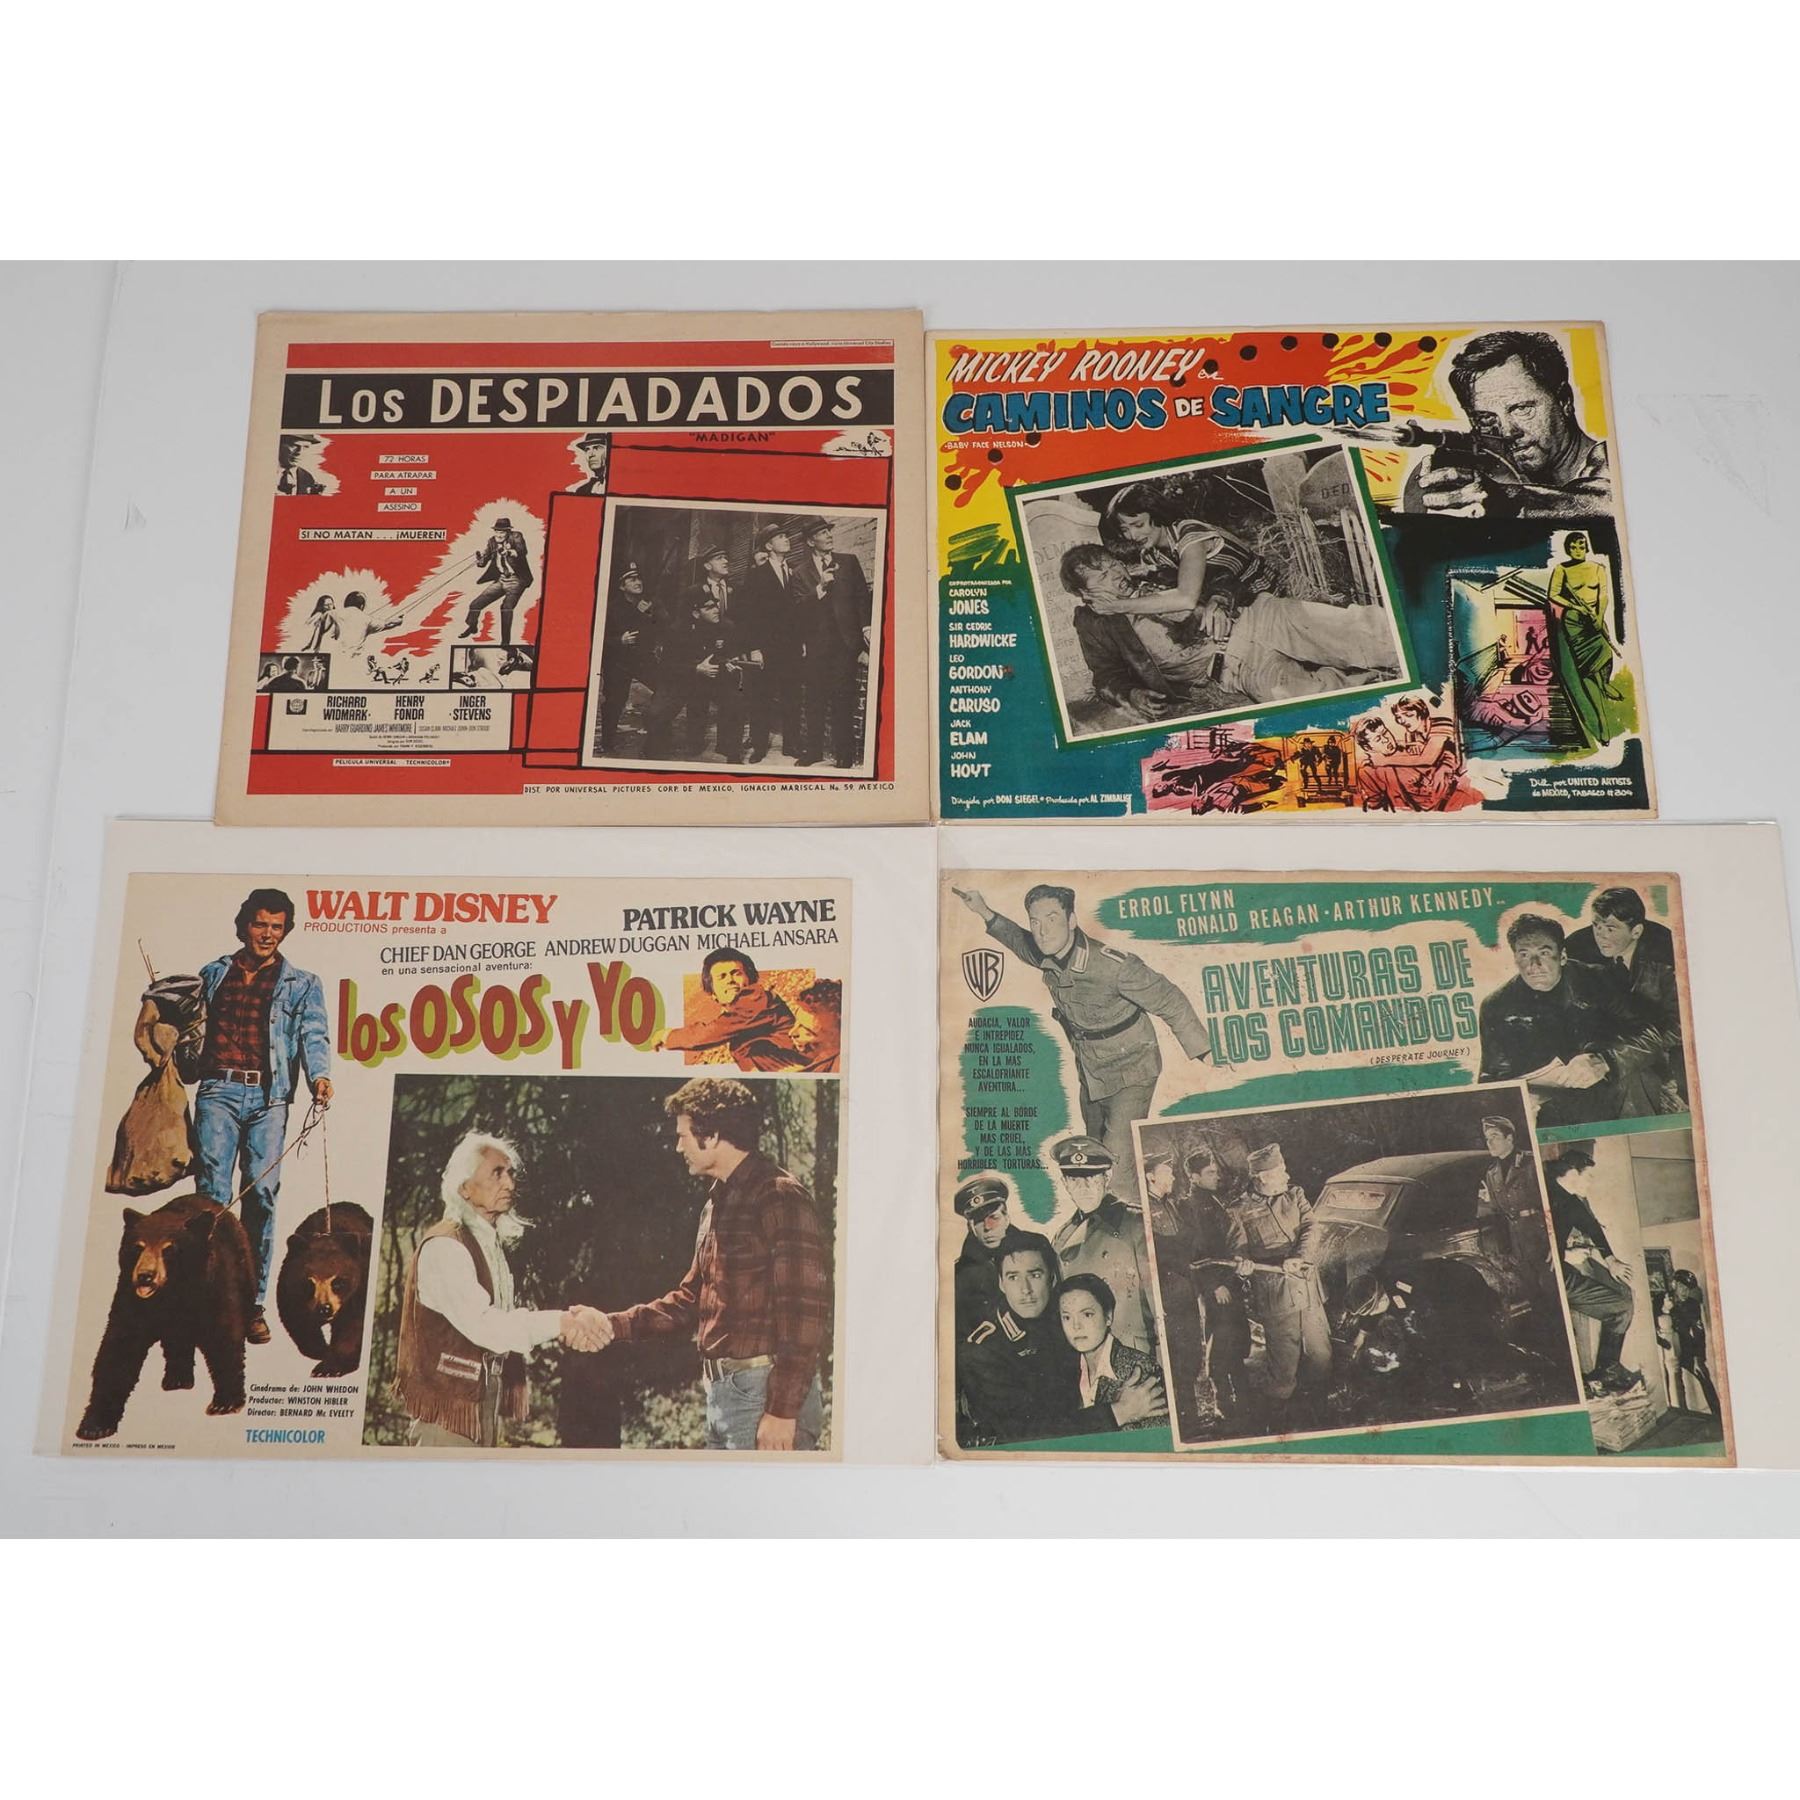 LOS DESPIADADOS
"MADIGAN"
72 HORAS
PARA ATRAPAR
A UN
ASESINO
SI NO MATAN . . . ¡MUEREN!
RICHARD WIDMARK · HENRY FONDA · INGER STEVENS
PELICULA UNIVERSAL TECHNICOLOR
DIST. POR UNIVERSAL PICTURES CORP. DE MEXICO, IGNACIO MARISCAL No. 59, MEXICO
MICKEY ROONEY en
CAMINOS DE SANGRE
-BABY FACE NELSON-
COPROTAGONIZADA POR
CAROLYN
JONES
SIR CEDRIC
HARDWICKE
LEO
GORDON
ANTHONY
CARUSO
JACK
ELAM
JOHN
HOYT
Dirigida por DON SIEGEL - Producida por AL ZIMBALIST
Dist. por UNITED ARTISTS
de MEXICO, TABASCO # 304
WALT DISNEY
PRODUCTIONS presenta a
PATRICK WAYNE
CHIEF DAN GEORGE ANDREW DUGGAN MICHAEL ANSARA
en una sensacional aventura:
los OSOS y YO
Cinedrama de: JOHN WHEDON
Productor: WINSTON HIBLER
Director: BERNARD Mc EVEETY
TECHNICOLOR
PRINTED IN MEXICO - IMPRESO EN MEXICO
ERROL FLYNN
RONALD REAGAN · ARTHUR KENNEDY en
WB
AVENTURAS DE
LOS COMANDOS
(DESPERATE JOURNEY)
AUDACIA, VALOR
E INTREPIDEZ
NUNCA IGUALADOS,
EN LA MAS
ESCALOFRIANTE
AVENTURA...
SIEMPRE AL BORDE
DE LA MUERTE
MAS CRUEL,
Y DE LAS MAS
HORRIBLES TORTURAS...